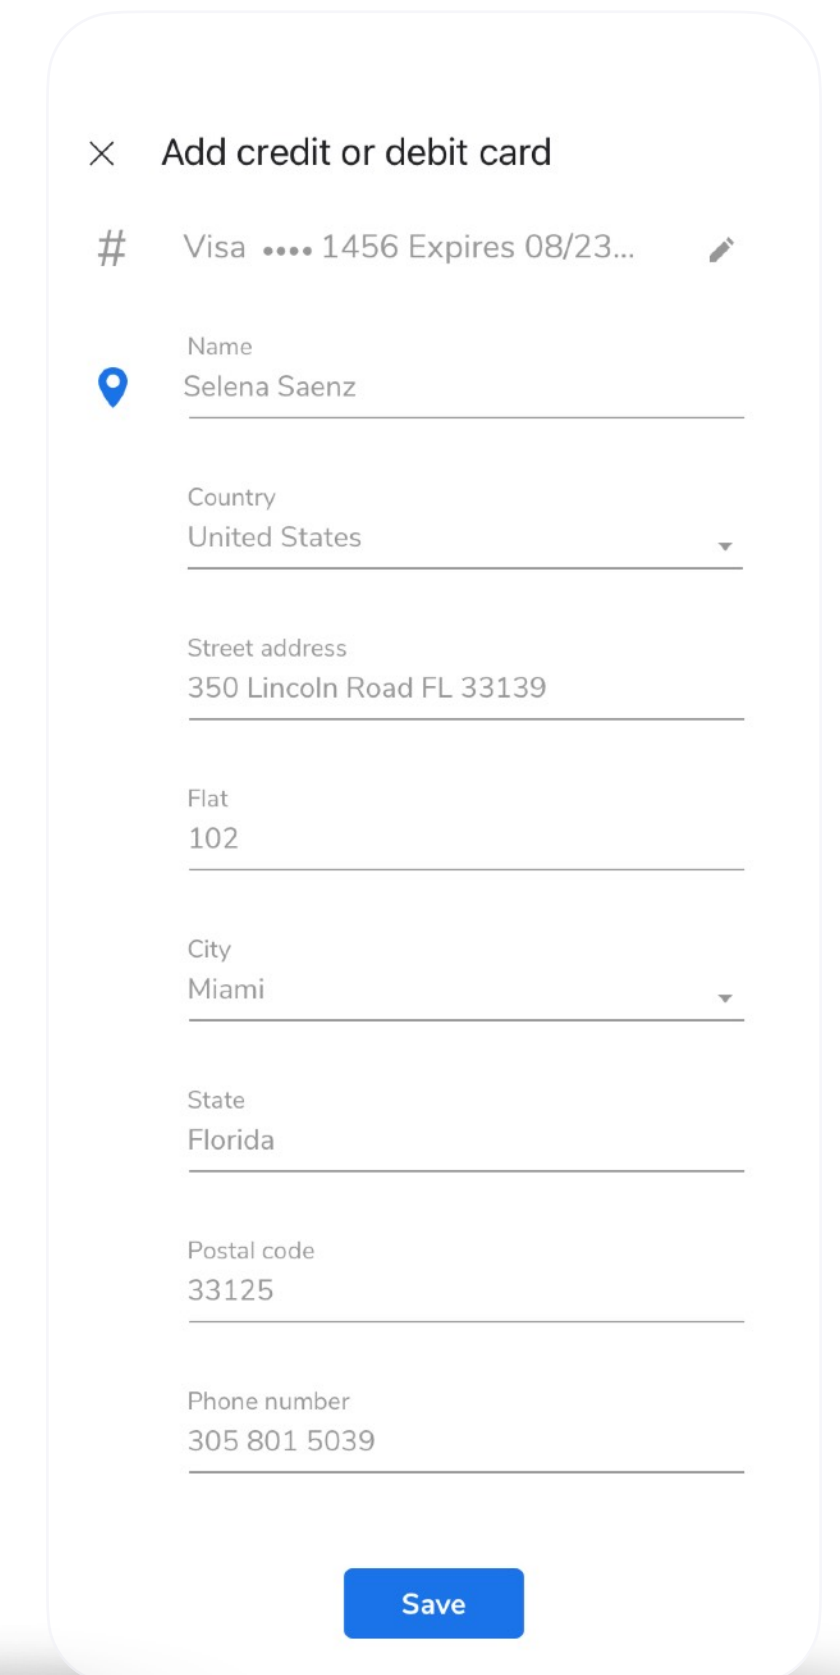 Add credit or debit card
# Visa •••• 1456 Expires 08/23...
Name
Selena Saenz
Country
United States
Street address
350 Lincoln Road FL 33139
Flat
102
City
Miami
State
Florida
Postal code
33125
Phone number
305 801 5039
Save